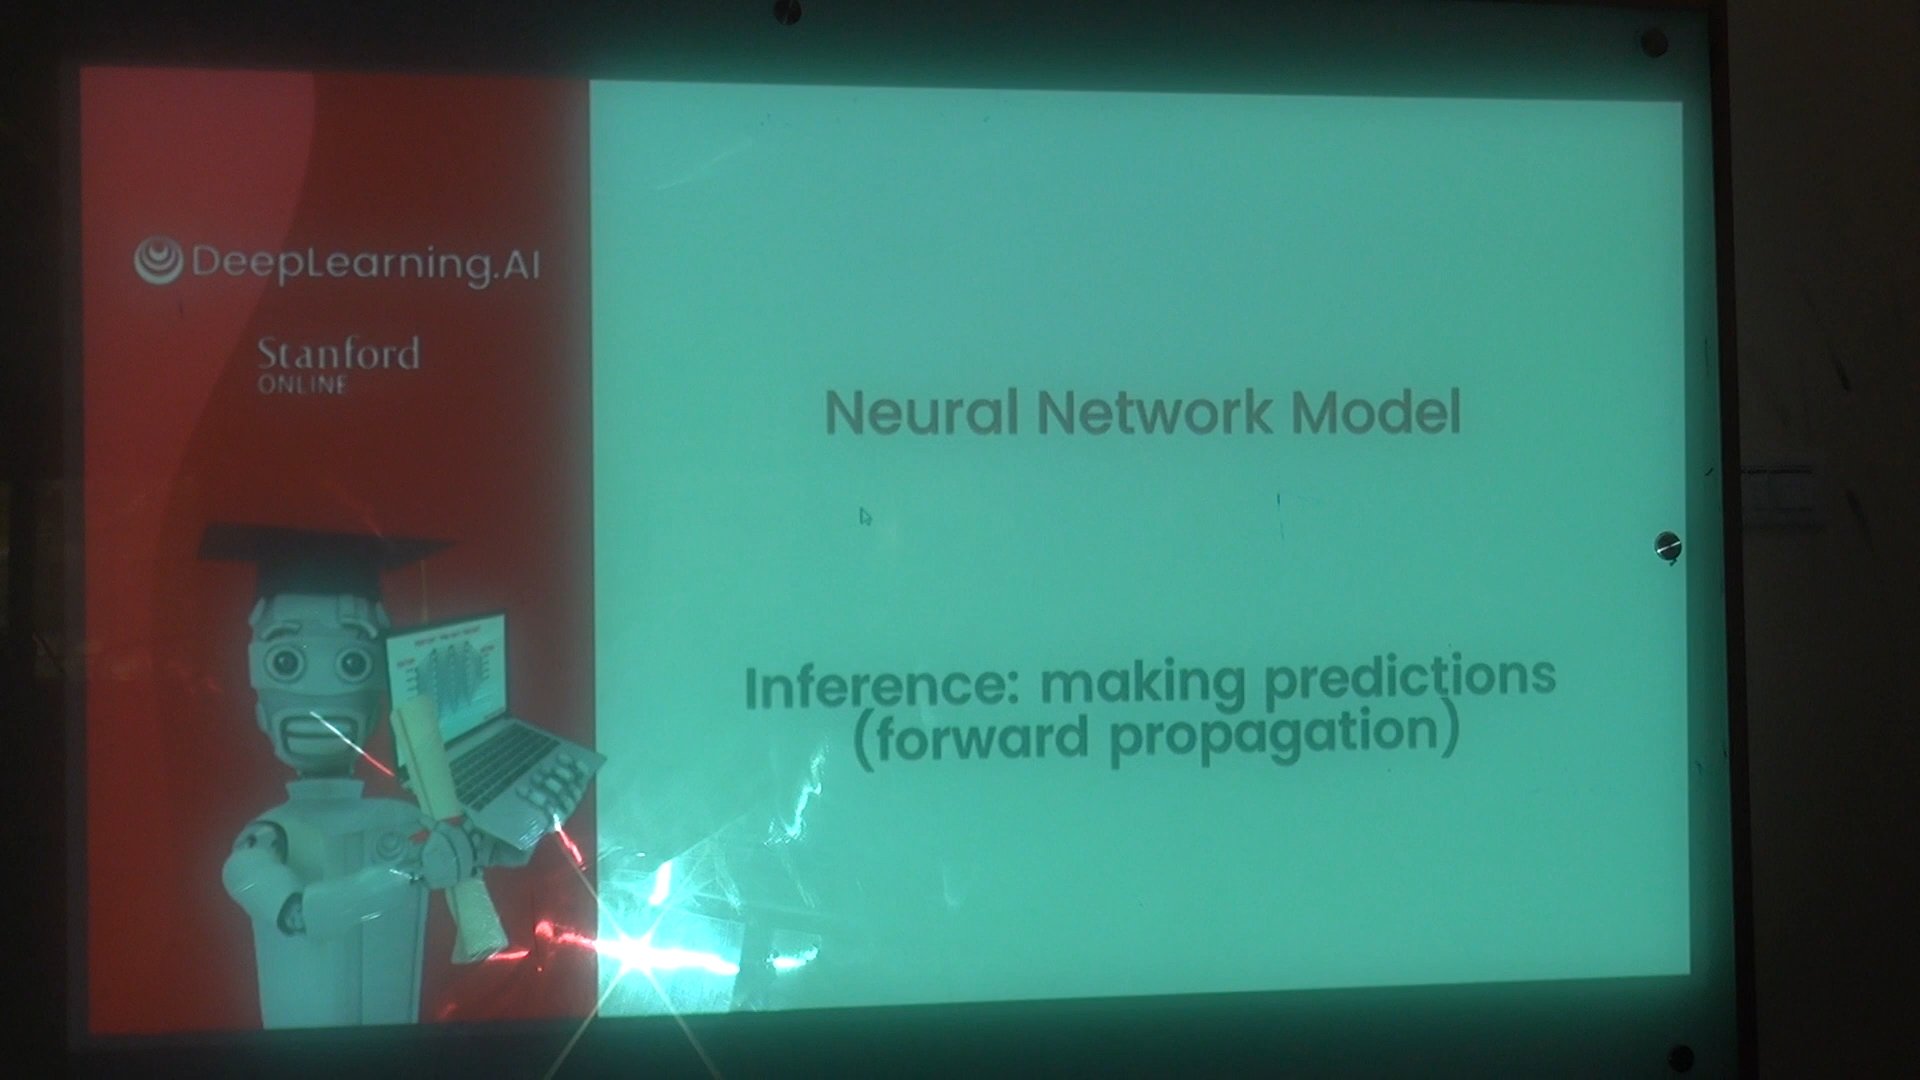 DeepLearning.AI
Stanford
ONLINE
Neural Network Model
Inference: making predictions
(forward propagation)